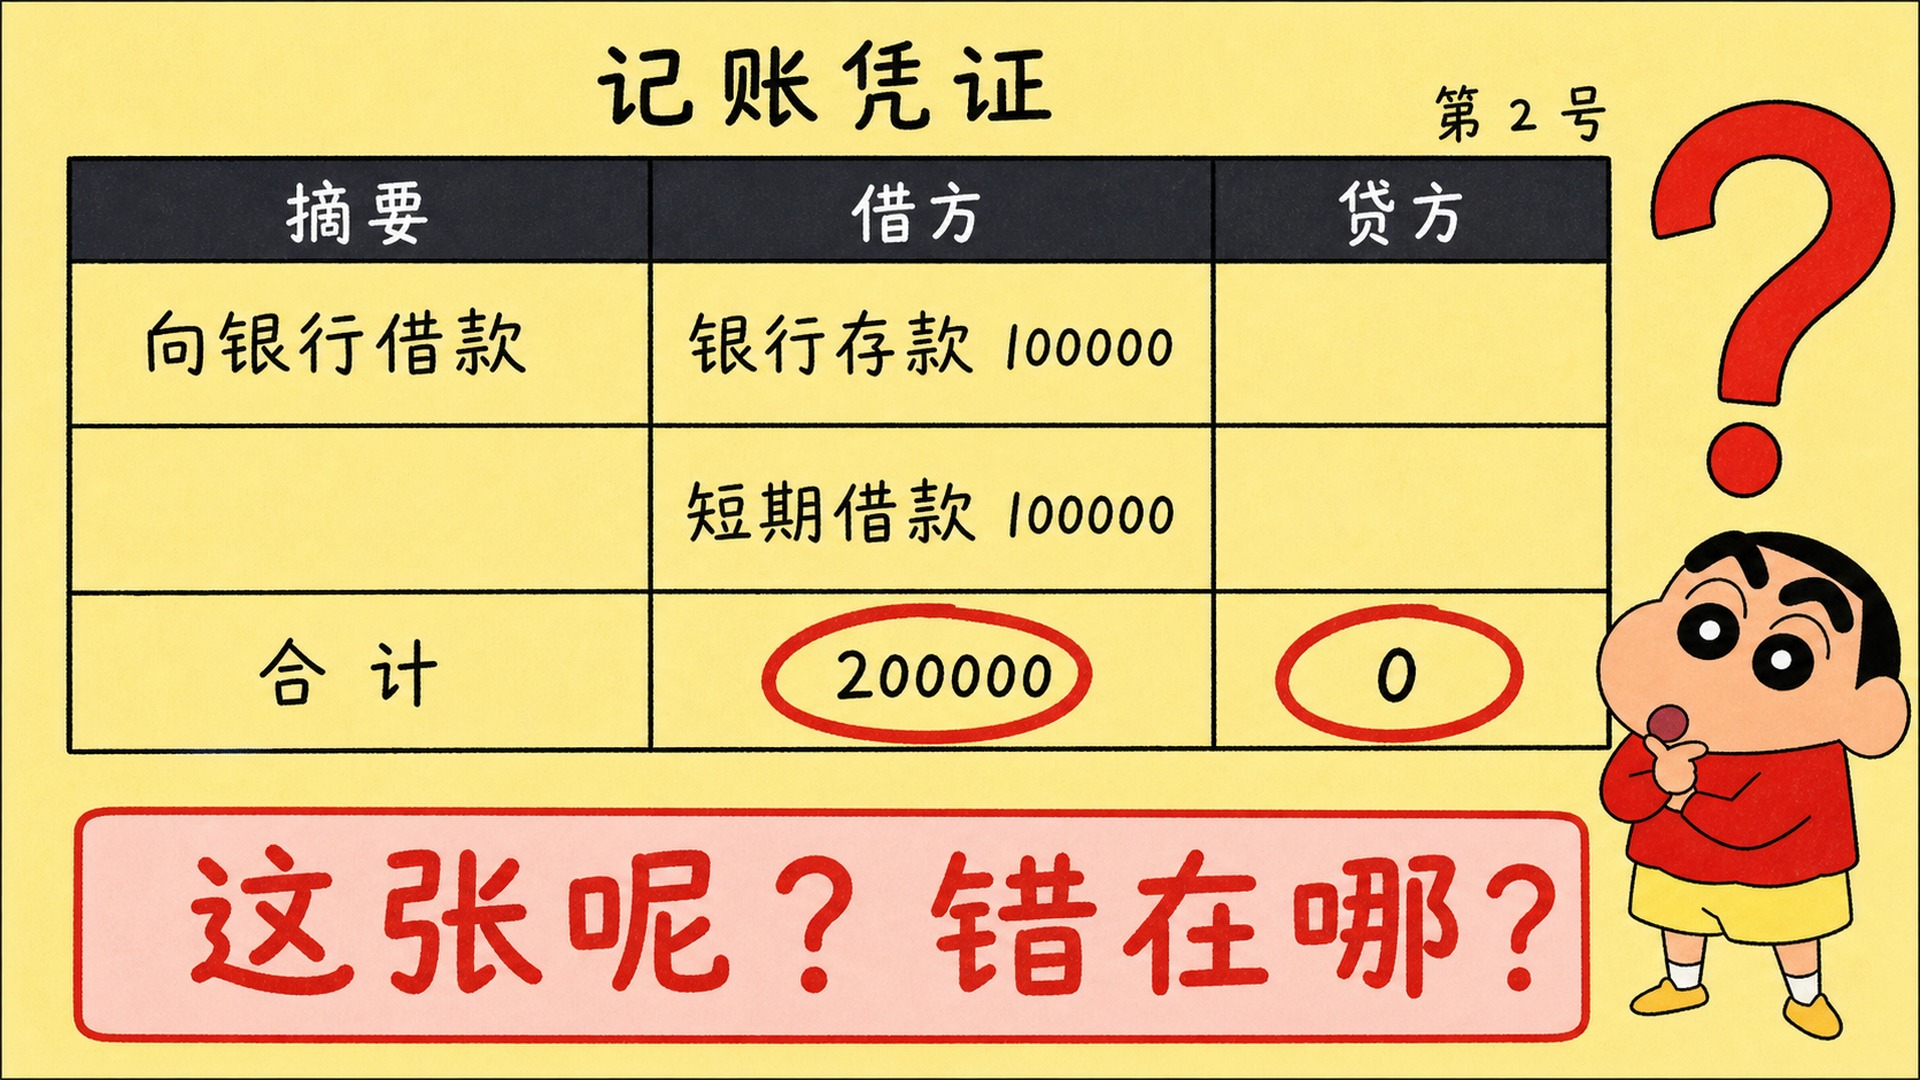 记账凭证
第 2 号
摘要 借方 贷方
向银行借款 银行存款 100000
短期借款 100000
合 计 200000 0
这张呢？错在哪？
?